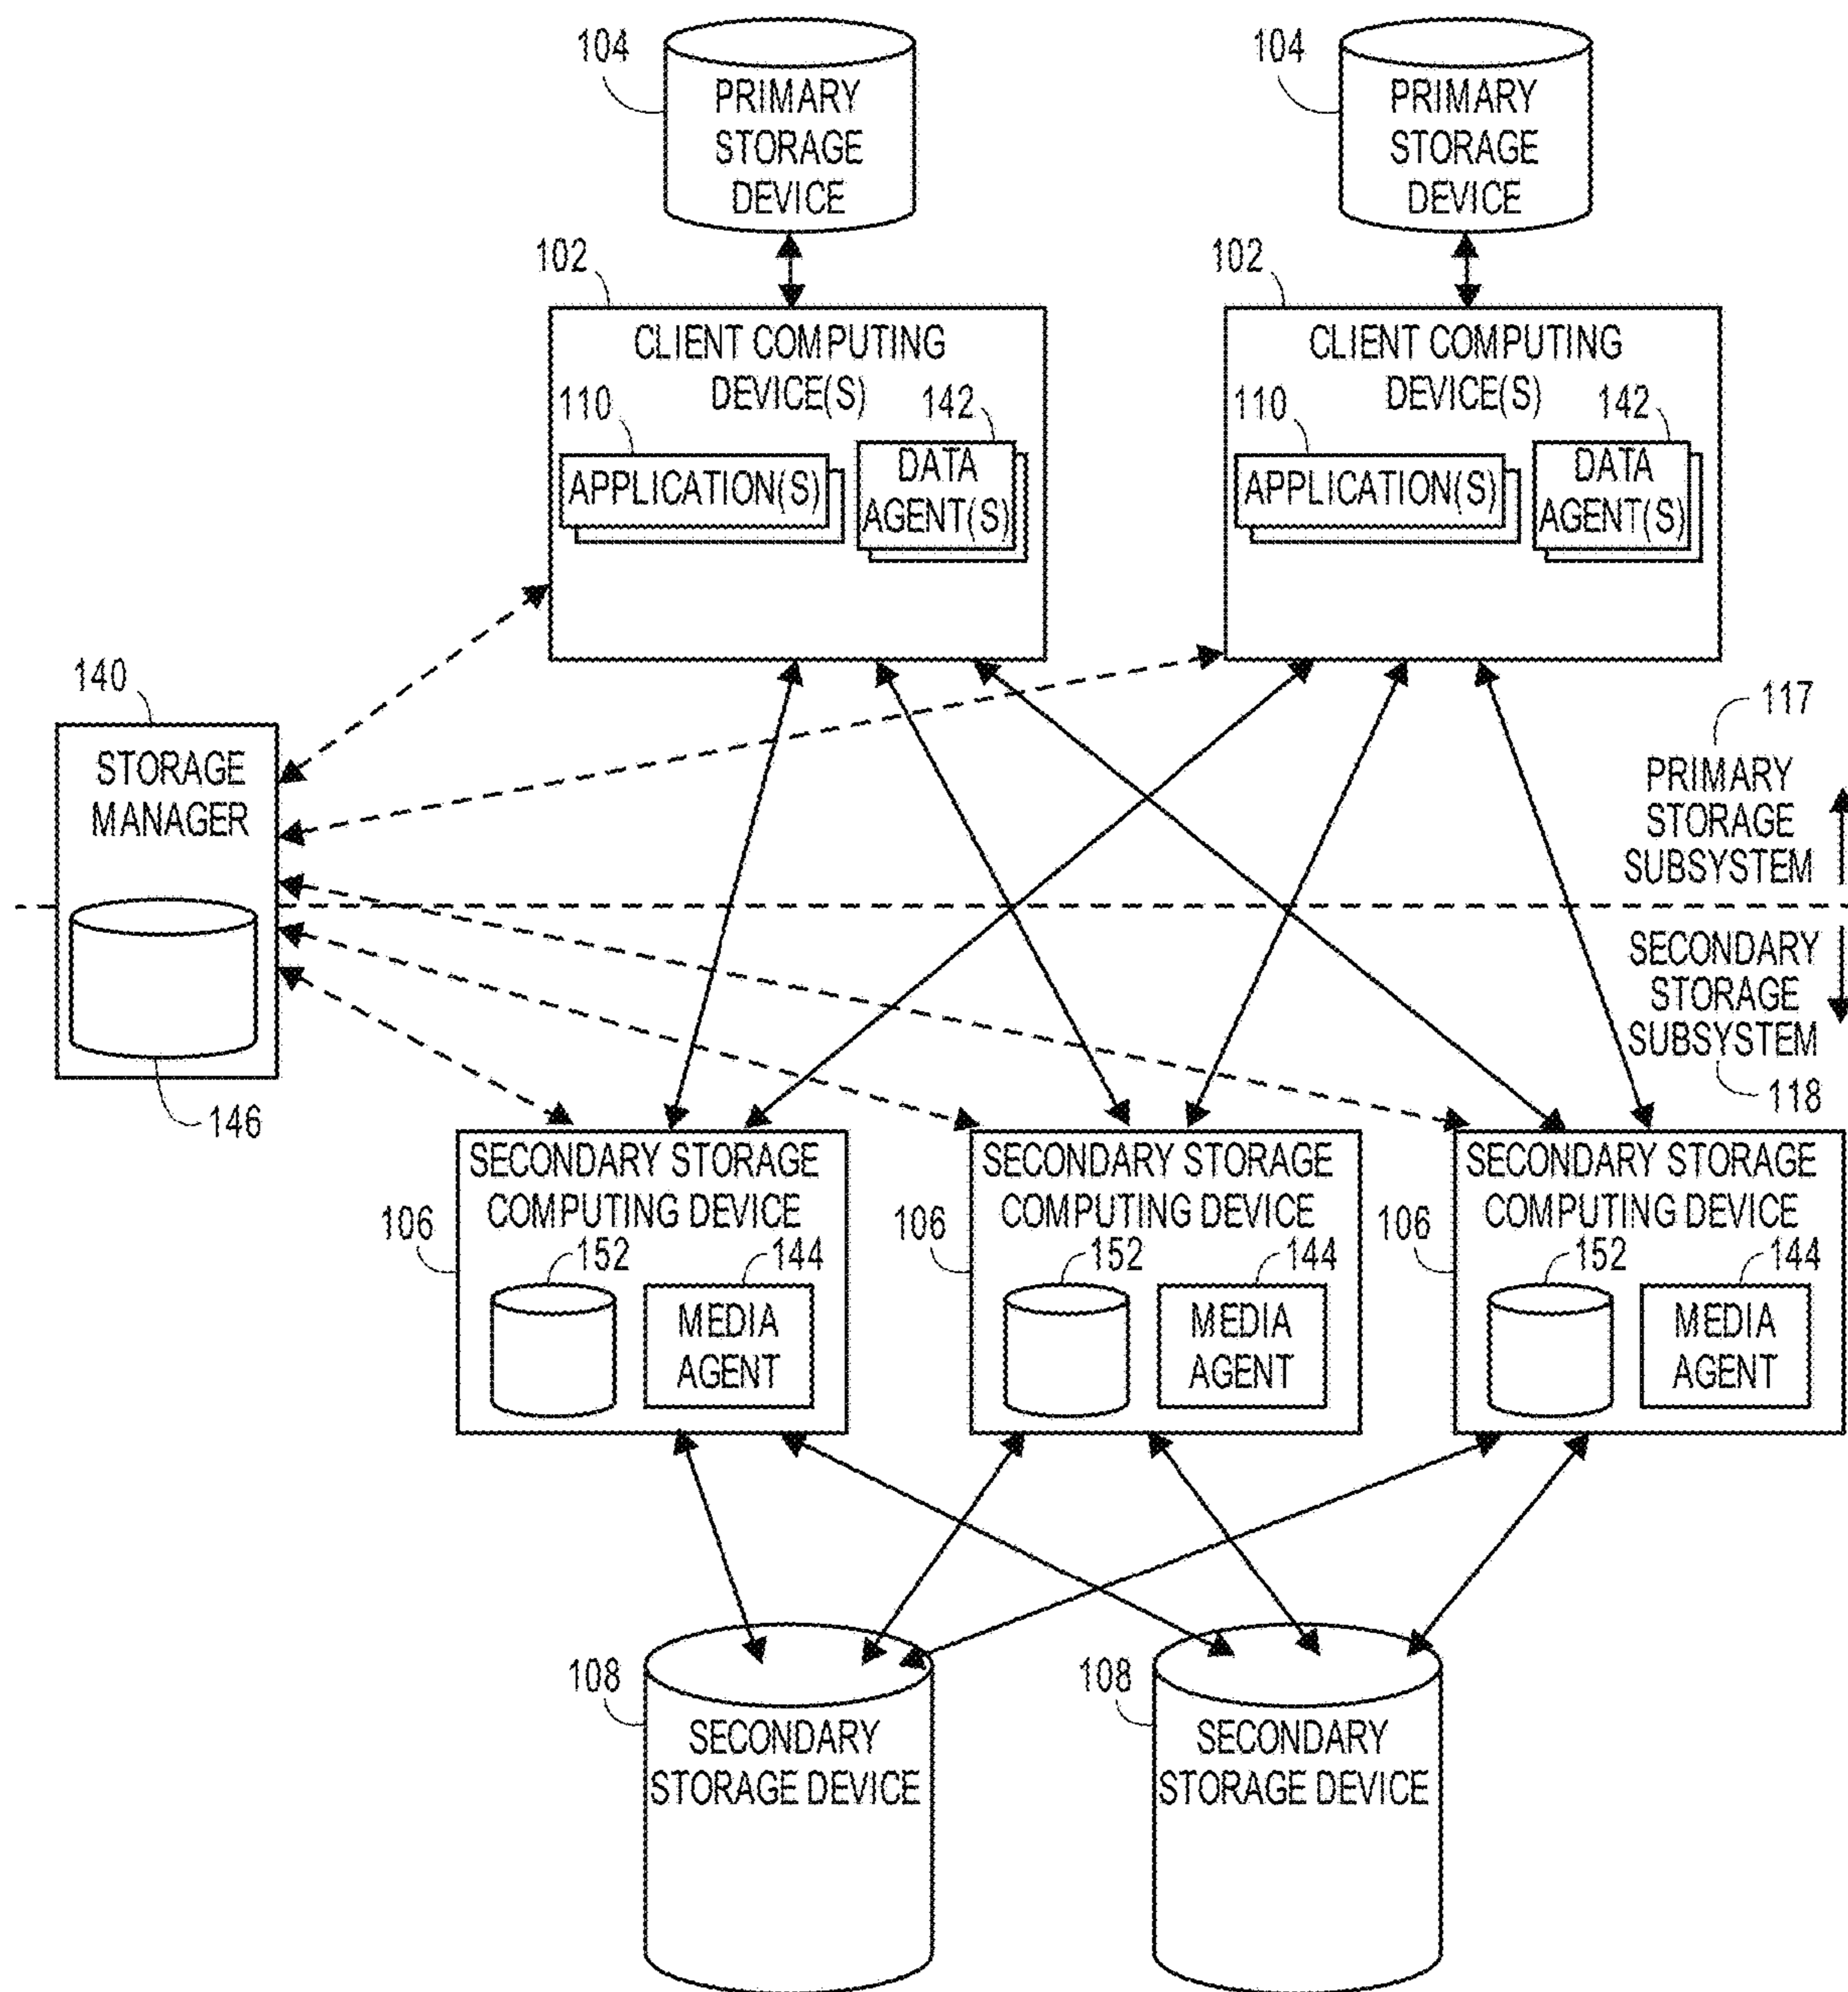 104
PRIMARY
STORAGE
DEVICE
104
PRIMARY
STORAGE
DEVICE
102
CLIENT COMPUTING
DEVICE(S)
110
142
APPLICATION(S)
DATA
AGENT(S)
102
CLIENT COMPUTING
DEVICE(S)
110
142
APPLICATION(S)
DATA
AGENT(S)
140
STORAGE
MANAGER
146
117
PRIMARY
STORAGE
SUBSYSTEM
SECONDARY
STORAGE
SUBSYSTEM
118
106
SECONDARY STORAGE
COMPUTING DEVICE
152
144
MEDIA
AGENT
106
SECONDARY STORAGE
COMPUTING DEVICE
152
144
MEDIA
AGENT
106
SECONDARY STORAGE
COMPUTING DEVICE
152
144
MEDIA
AGENT
108
SECONDARY
STORAGE DEVICE
108
SECONDARY
STORAGE DEVICE